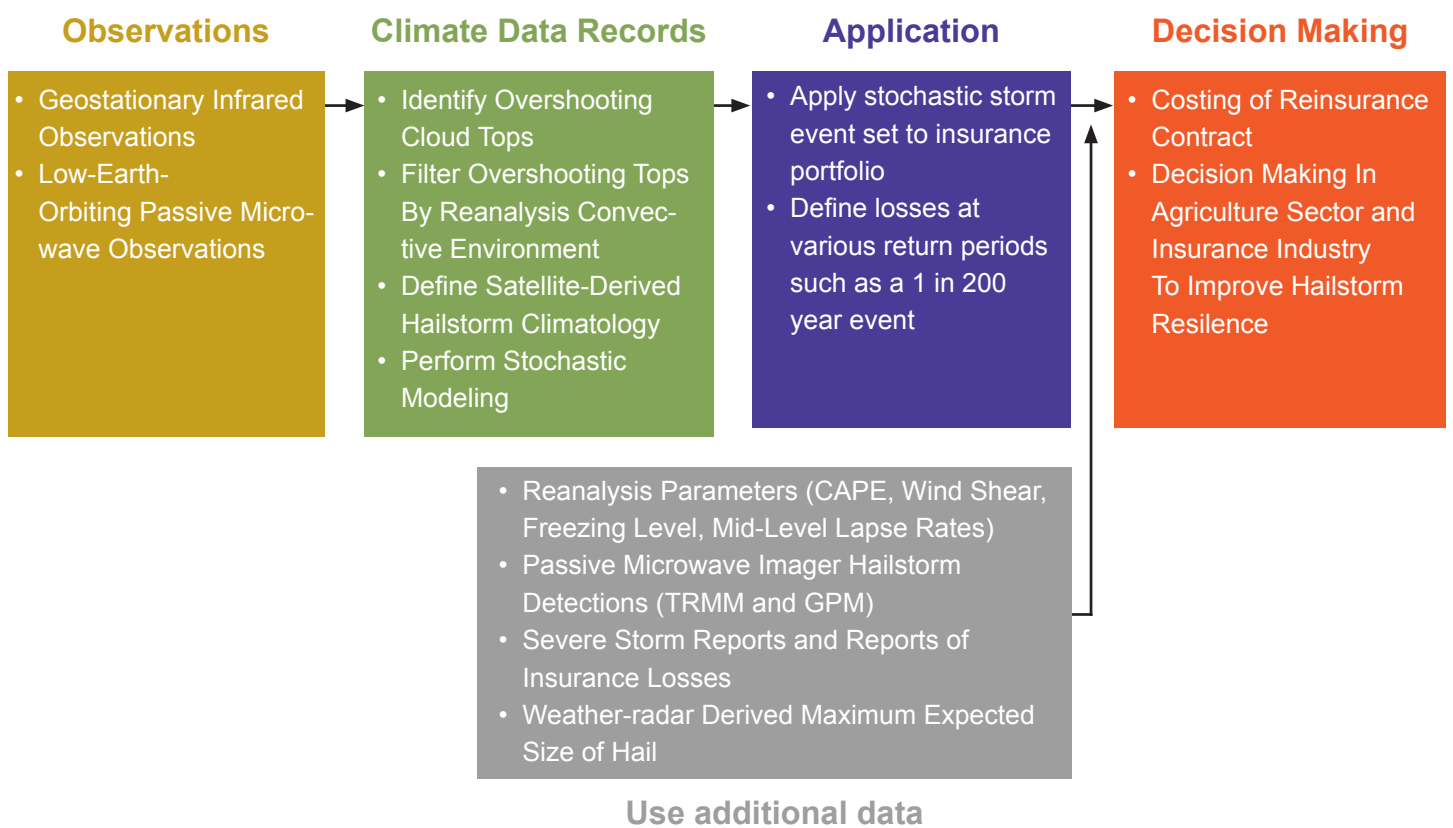 Observations
• Geostationary Infrared
Observations
• Low-Earth-
Orbiting Passive Micro-
wave Observations
Climate Data Records
• Identify Overshooting
Cloud Tops
• Filter Overshooting Tops
By Reanalysis Convec-
tive Environment
• Define Satellite-Derived
Hailstorm Climatology
• Perform Stochastic
Modeling
Application
• Apply stochastic storm
event set to insurance
portfolio
• Define losses at
various return periods
such as a 1 in 200
year event
Decision Making
• Costing of Reinsurance
Contract
• Decision Making In
Agriculture Sector and
Insurance Industry
To Improve Hailstorm
Resilence
• Reanalysis Parameters (CAPE, Wind Shear,
Freezing Level, Mid-Level Lapse Rates)
• Passive Microwave Imager Hailstorm
Detections (TRMM and GPM)
• Severe Storm Reports and Reports of
Insurance Losses
• Weather-radar Derived Maximum Expected
Size of Hail
Use additional data